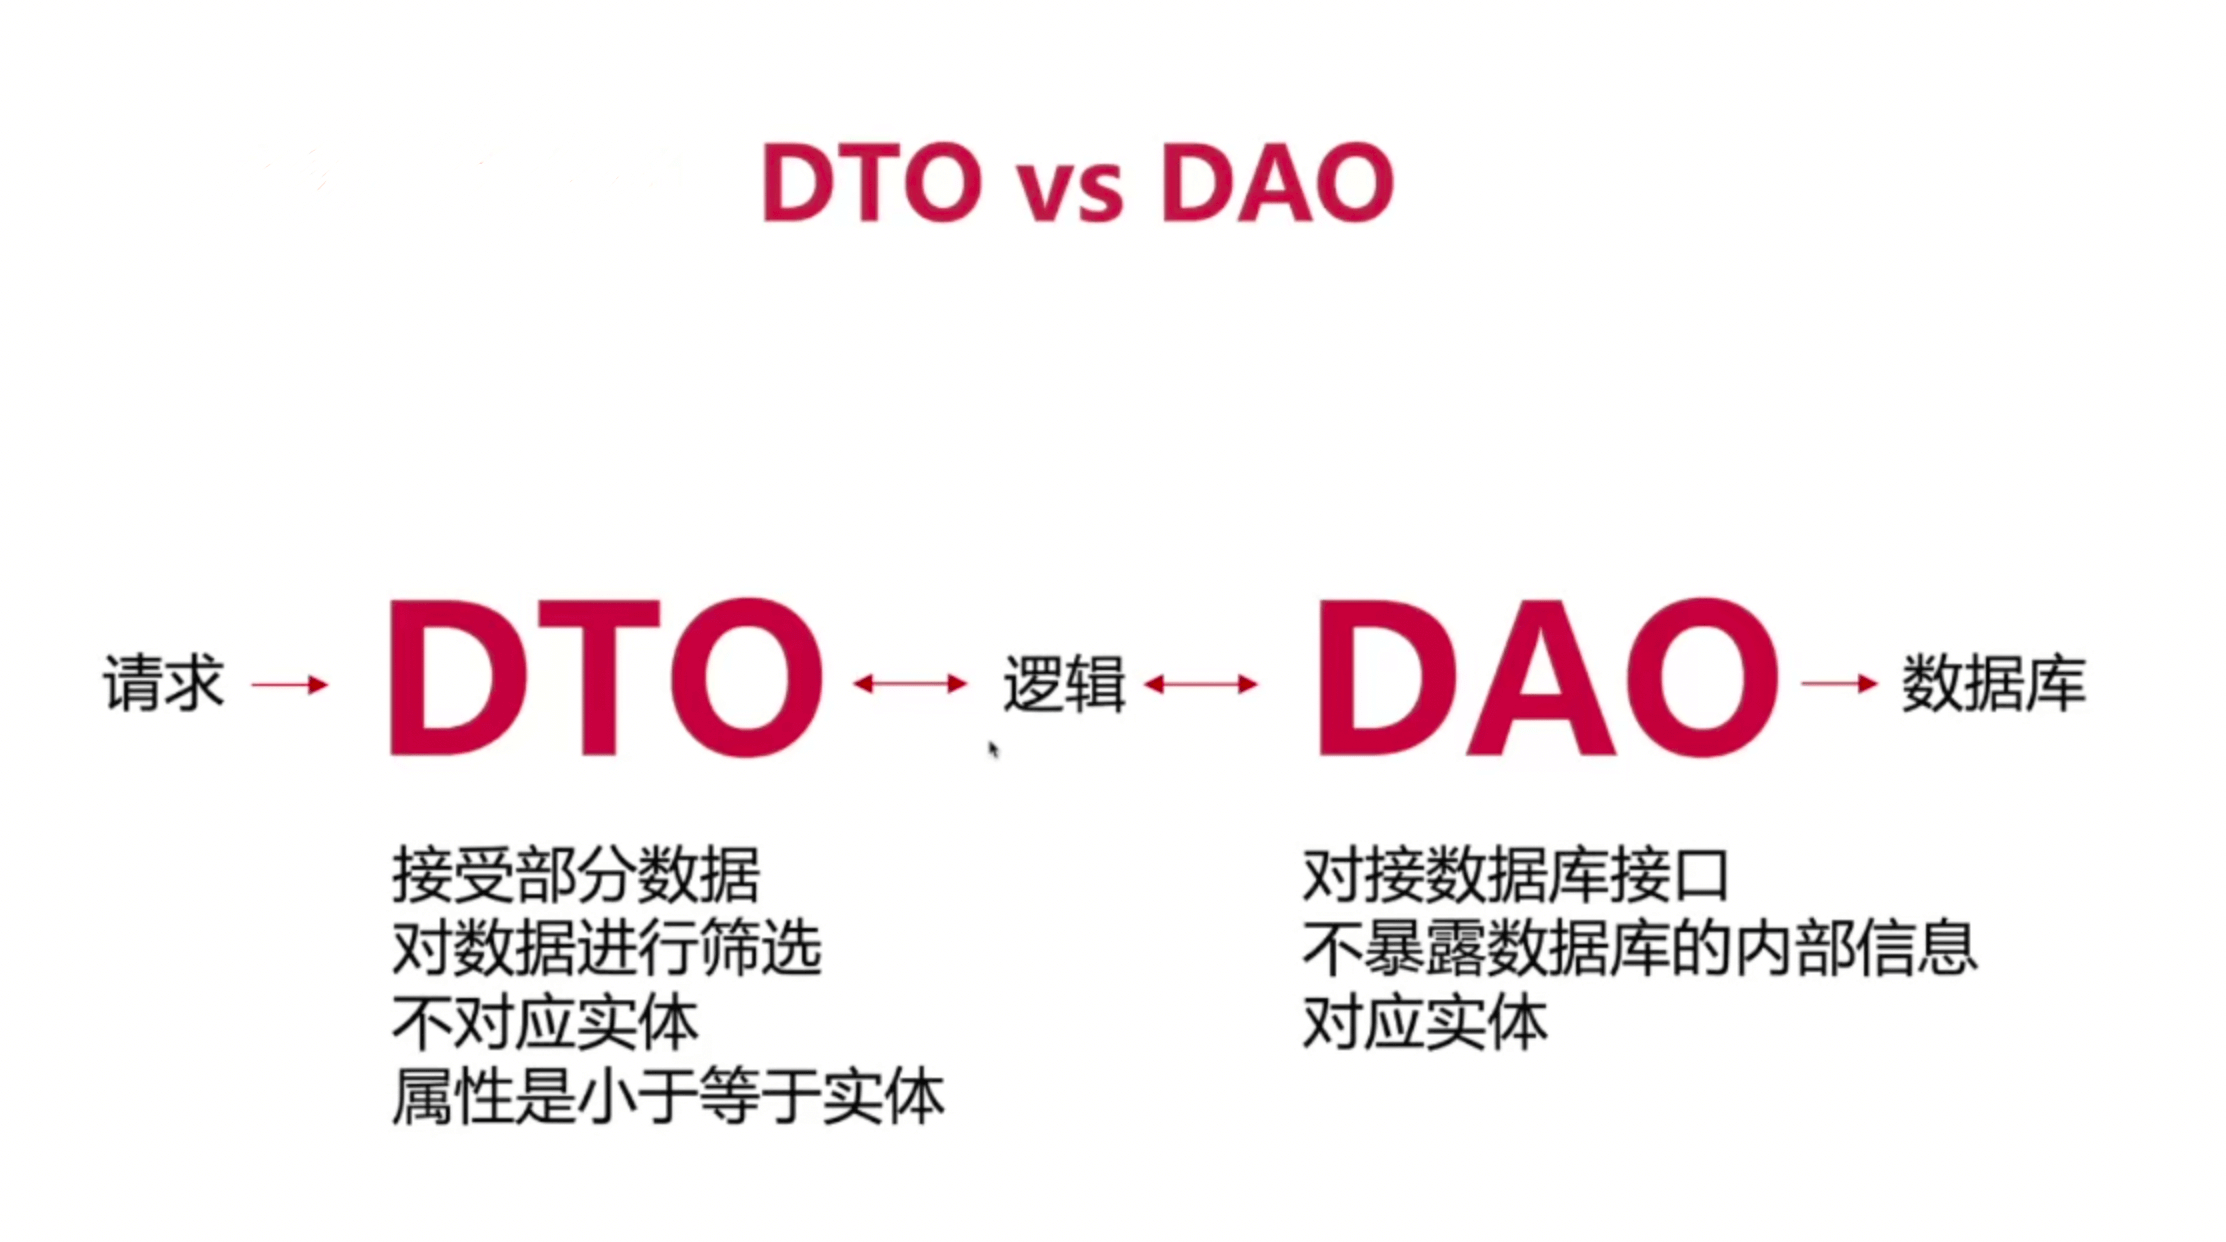 DTO vs DAO
请求 DTO 逻辑 DAO 数据库
接受部分数据
对数据进行筛选
不对应实体
属性是小于等于实体
对接数据库接口
不暴露数据库的内部信息
对应实体